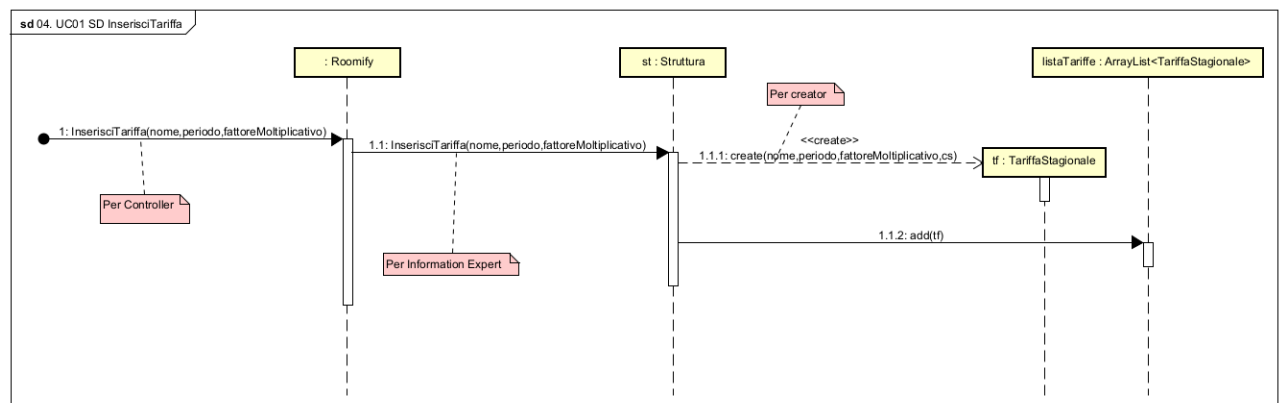 sd 04. UC01 SD InserisciTariffa
: Roomify
st : Struttura
listaTariffe : ArrayList<TariffaStagionale>
Per creator
1: InserisciTariffa(nome,periodo,fattoreMoltiplicativo)
1.1: InserisciTariffa(nome,periodo,fattoreMoltiplicativo)
<<create>>
1.1.1: create(nome,periodo,fattoreMoltiplicativo,cs)
tf : TariffaStagionale
Per Controller
1.1.2: add(tf)
Per Information Expert